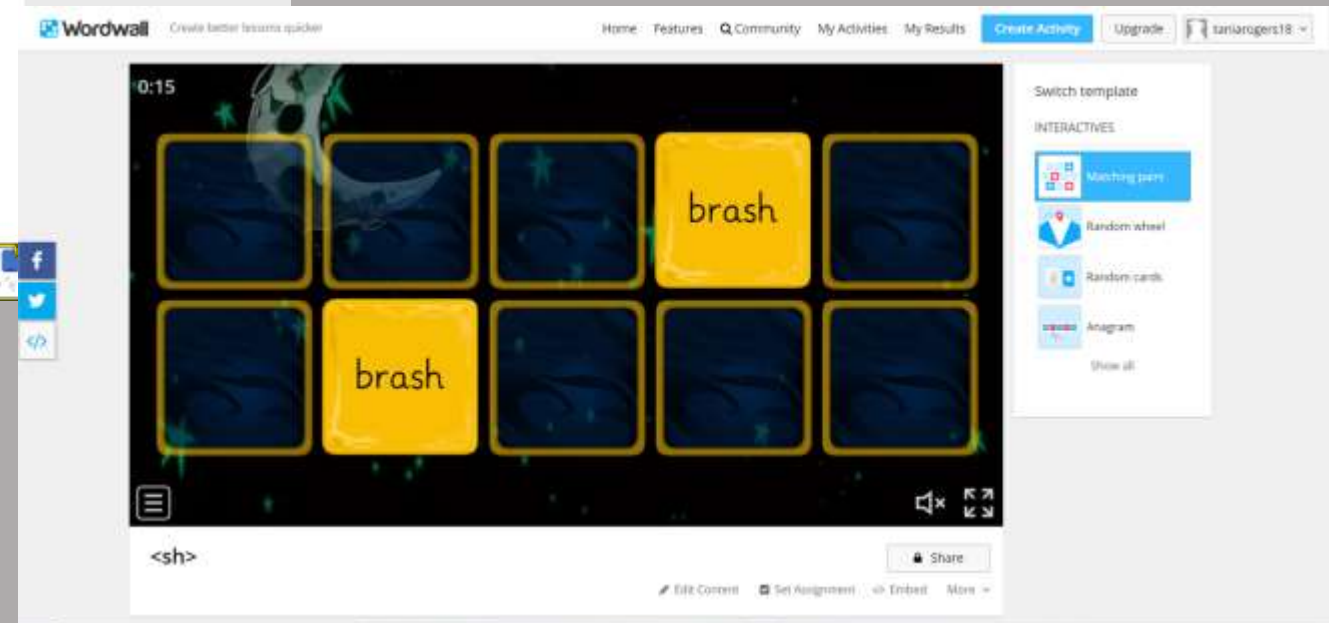 Wordwall Create better lessons quicker
Home Features Community My Activities My Results Create Activity Upgrade taniarogers18
0:15
Switch template
INTERACTIVES
Matching pairs
brash
Random wheel
Random cards
brash
Anagram
Show all
<sh>
Share
Edit Content Set Assignment </> Embed More
f
</>